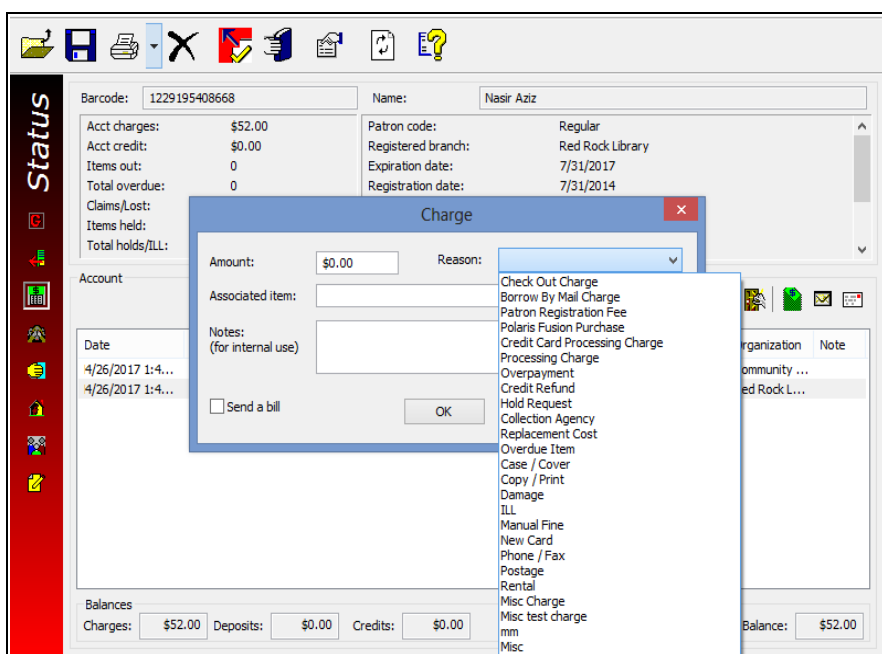 Status
Barcode: 1229195408668 Name: Nasir Aziz
Acct charges: $52.00 Patron code: Regular
Acct credit: $0.00 Registered branch: Red Rock Library
Items out: 0 Expiration date: 7/31/2017
Total overdue: 0 Registration date: 7/31/2014
Claims/Lost:
Items held:
Total holds/ILL:
Charge
Amount: $0.00 Reason:
Associated item:
Notes:
(for internal use)
Send a bill OK
Check Out Charge
Borrow By Mail Charge
Patron Registration Fee
Polaris Fusion Purchase
Credit Card Processing Charge
Processing Charge
Overpayment
Credit Refund
Hold Request
Collection Agency
Replacement Cost
Overdue Item
Case / Cover
Copy / Print
Damage
ILL
Manual Fine
New Card
Phone / Fax
Postage
Rental
Misc Charge
Misc test charge
mm
Misc
Account
Date rganization Note
4/26/2017 1:4... ommunity ...
4/26/2017 1:4... ed Rock L...
Balances
Charges: $52.00 Deposits: $0.00 Credits: $0.00 Balance: $52.00